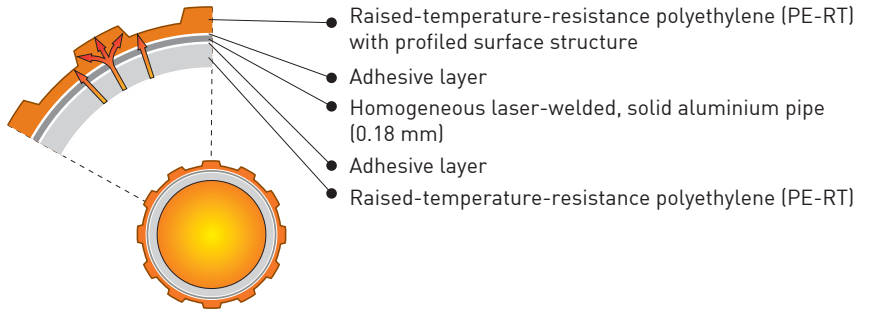 Raised-temperature-resistance polyethylene (PE-RT)
with profiled surface structure
Adhesive layer
Homogeneous laser-welded, solid aluminium pipe
(0.18 mm)
Adhesive layer
Raised-temperature-resistance polyethylene (PE-RT)